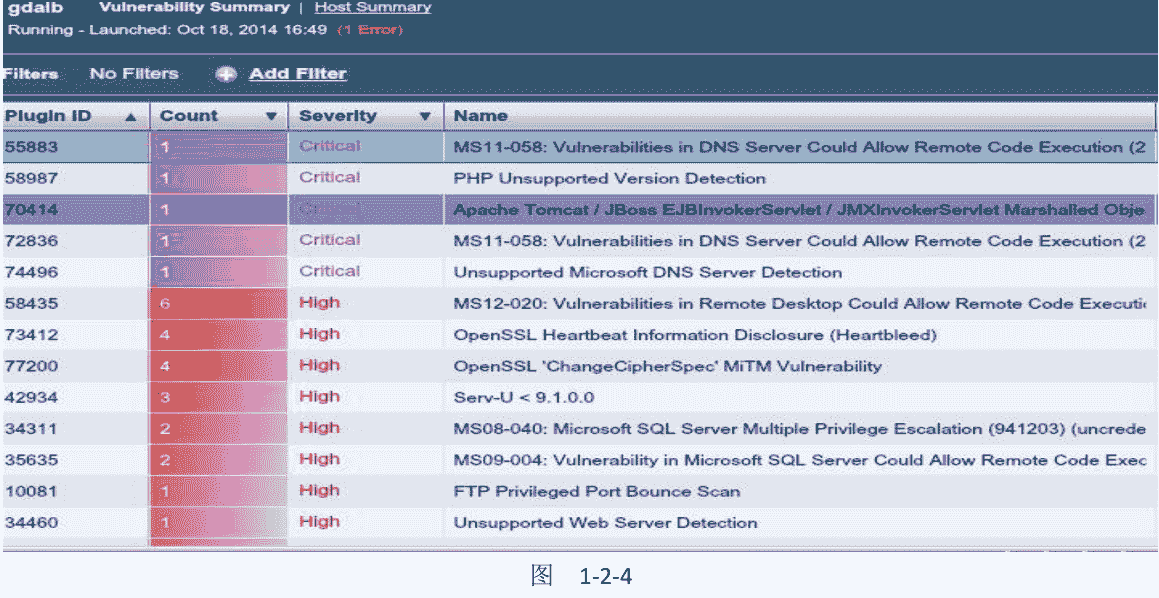 gdalb Vulnerability Summary | Host Summary
Running - Launched: Oct 18, 2014 16:49 (1 Error)
Filters No Filters Add Filter
Plugin ID ▲ Count ▼ Severity ▼ Name
55883 1 Critical MS11-058: Vulnerabilities in DNS Server Could Allow Remote Code Execution (2
58987 1 Critical PHP Unsupported Version Detection
70414 1 Critical Apache Tomcat / JBoss EJBInvokerServlet / JMXInvokerServlet Marshalled Obje
72836 1 Critical MS11-058: Vulnerabilities in DNS Server Could Allow Remote Code Execution (2
74496 1 Critical Unsupported Microsoft DNS Server Detection
58435 6 High MS12-020: Vulnerabilities in Remote Desktop Could Allow Remote Code Executi
73412 4 High OpenSSL Heartbeat Information Disclosure (Heartbleed)
77200 4 High OpenSSL 'ChangeCipherSpec' MiTM Vulnerability
42934 3 High Serv-U < 9.1.0.0
34311 2 High MS08-040: Microsoft SQL Server Multiple Privilege Escalation (941203) (uncrede
35635 2 High MS09-004: Vulnerability in Microsoft SQL Server Could Allow Remote Code Exec
10081 1 High FTP Privileged Port Bounce Scan
34460 1 High Unsupported Web Server Detection
图 1-2-4